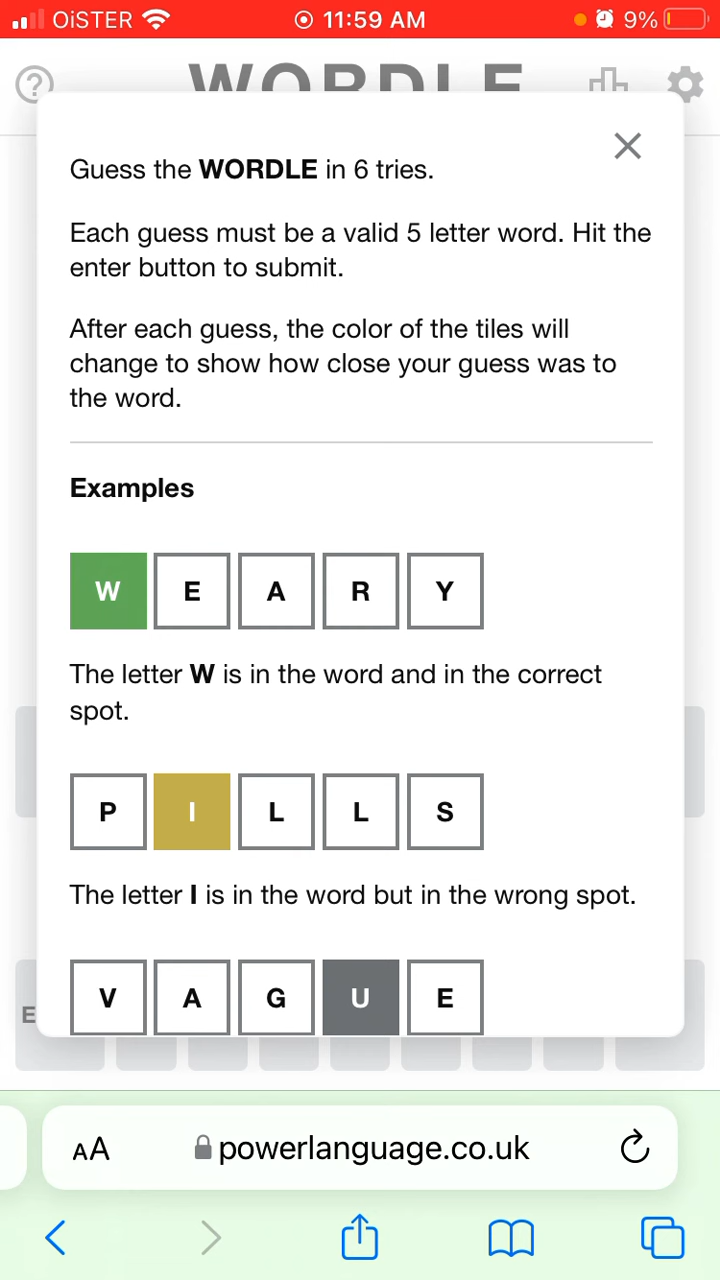 OiSTER 11:59 AM 9%
WORDLE
Guess the WORDLE in 6 tries.
Each guess must be a valid 5 letter word. Hit the
enter button to submit.
After each guess, the color of the tiles will
change to show how close your guess was to
the word.
Examples
W E A R Y
The letter W is in the word and in the correct
spot.
P I L L S
The letter I is in the word but in the wrong spot.
V A G U E
E
AA powerlanguage.co.uk